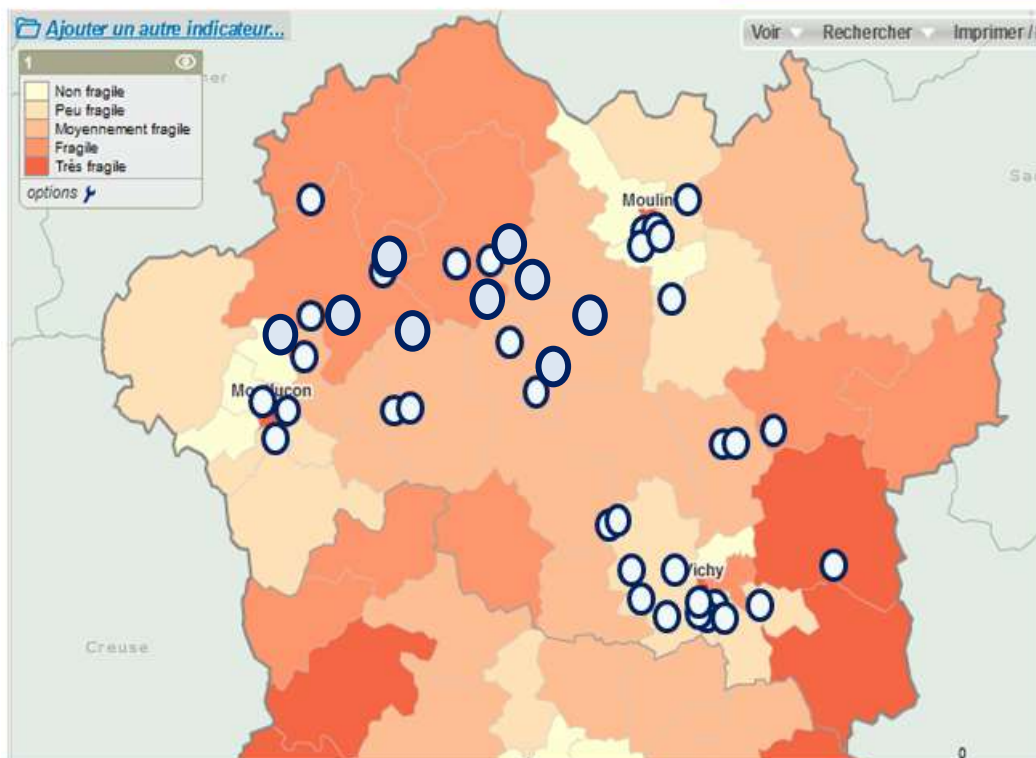 Ajouter un autre indicateur...
Voir Rechercher Imprimer /
1
Non fragile
Peu fragile
Moyennement fragile
Fragile
Très fragile
options
Moulin
Vichy
Creuse
0